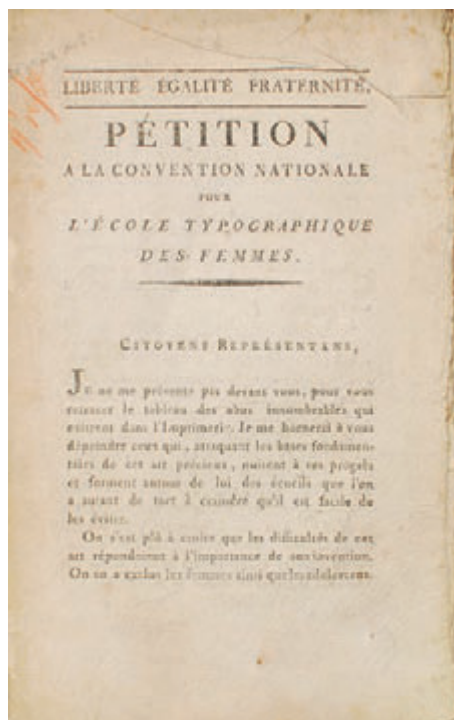 LIBERTÉ ÉGALITÉ FRATERNITÉ.
PÉTITION
A LA CONVENTION NATIONALE
POUR
L'ÉCOLE TYPOGRAPHIQUE
DES FEMMES.
CITOYENS REPRÉSENTANS,
JE ne me présente pas devant vous, pour vous
retracer le tableau des abus innombrables qui
existent dans l'Imprimerie. Je me bornerai à vous
dépeindre ceux qui, attaquant les bases fondamen-
tales de cet art précieux, nuisent à ses progrès
et forment autour de lui des écueils que l'on
a autant de tort à craindre qu'il est facile de
les éviter.
On s'est plû à croire que les difficultés de cet
art répondoient à l'importance de son invention.
On en a exclus les femmes ainsi que les adolescens.